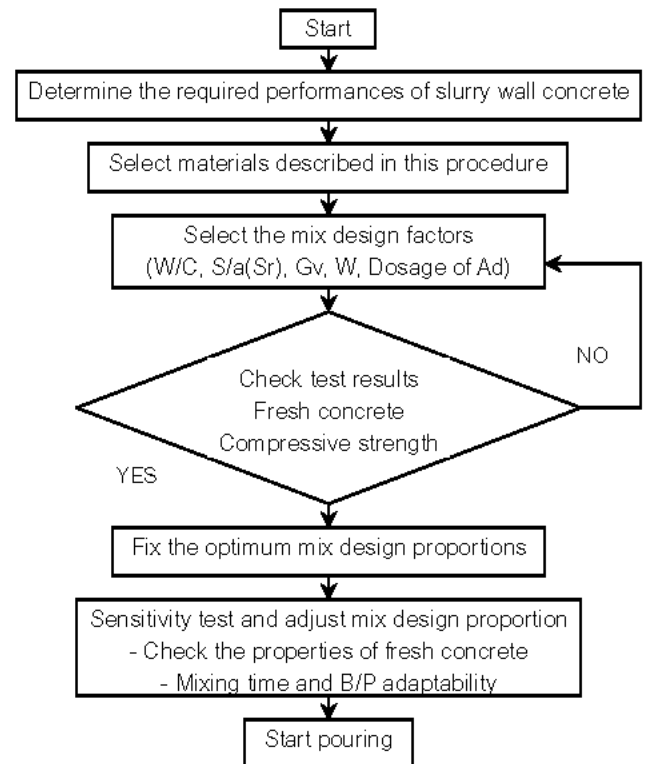 Start
Determine the required performances of slurry wall concrete
Select materials described in this procedure
Select the mix design factors
(W/C, S/a(Sr), Gv, W, Dosage of Ad)
Check test results
Fresh concrete
Compressive strength
NO
YES
Fix the optimum mix design proportions
Sensitivity test and adjust mix design proportion
- Check the properties of fresh concrete
- Mixing time and B/P adaptability
Start pouring